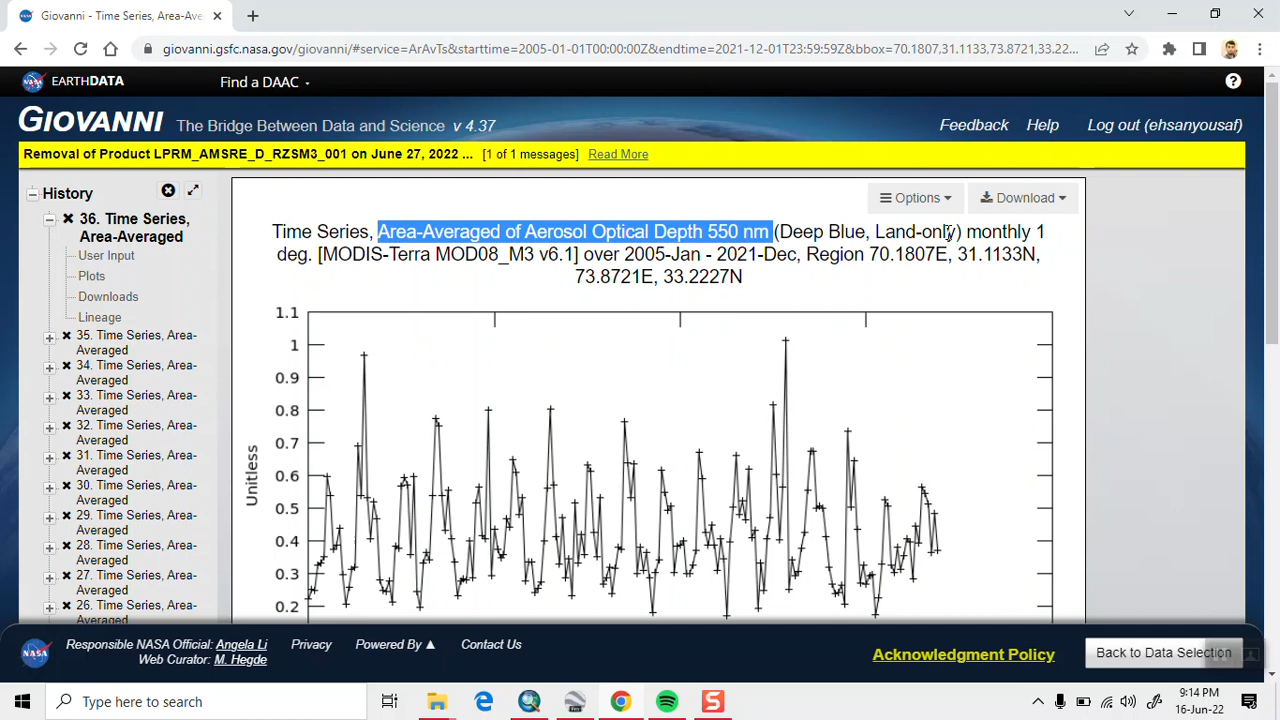 Giovanni - Time Series, Area-Ave
giovanni.gsfc.nasa.gov/giovanni/#service=ArAvTs&starttime=2005-01-01T00:00:00Z&endtime=2021-12-01T23:59:59Z&bbox=70.1807,31.1133,73.8721,33.22...
EARTHDATA Find a DAAC
GIOVANNI The Bridge Between Data and Science v 4.37
Feedback Help Log out (ehsanyousaf)
Removal of Product LPRM_AMSRE_D_RZSM3_001 on June 27, 2022 ... [1 of 1 messages] Read More
History
36. Time Series,
Area-Averaged
User Input
Plots
Downloads
Lineage
35. Time Series, Area-
Averaged
34. Time Series, Area-
Averaged
33. Time Series, Area-
Averaged
32. Time Series, Area-
Averaged
31. Time Series, Area-
Averaged
30. Time Series, Area-
Averaged
29. Time Series, Area-
Averaged
28. Time Series, Area-
Averaged
27. Time Series, Area-
Averaged
26. Time Series, Area-
Averaged
Options Download
Time Series, Area-Averaged of Aerosol Optical Depth 550 nm (Deep Blue, Land-only) monthly 1
deg. [MODIS-Terra MOD08_M3 v6.1] over 2005-Jan - 2021-Dec, Region 70.1807E, 31.1133N,
73.8721E, 33.2227N
1.1
1
0.9
0.8
0.7
0.6
0.5
0.4
0.3
0.2
Unitless
NASA
Responsible NASA Official: Angela Li
Web Curator: M. Hegde
Privacy Powered By ▲ Contact Us
Acknowledgment Policy
Back to Data Selection
Type here to search
9:14 PM
16-Jun-22